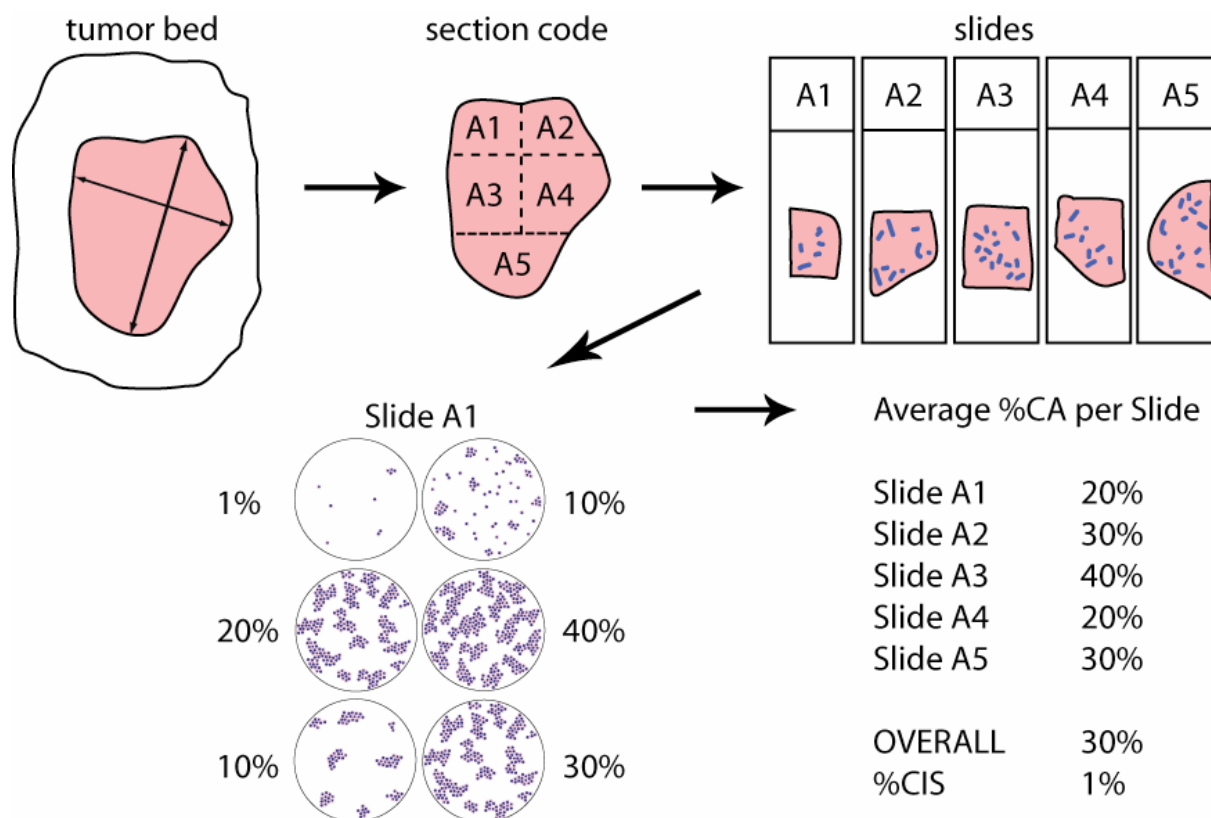 tumor bed
section code
slides
A1 A2
A3 A4
A5
A1 A2 A3 A4 A5
Slide A1
1% 10%
20% 40%
10% 30%
Average %CA per Slide
Slide A1 20%
Slide A2 30%
Slide A3 40%
Slide A4 20%
Slide A5 30%
OVERALL 30%
%CIS 1%